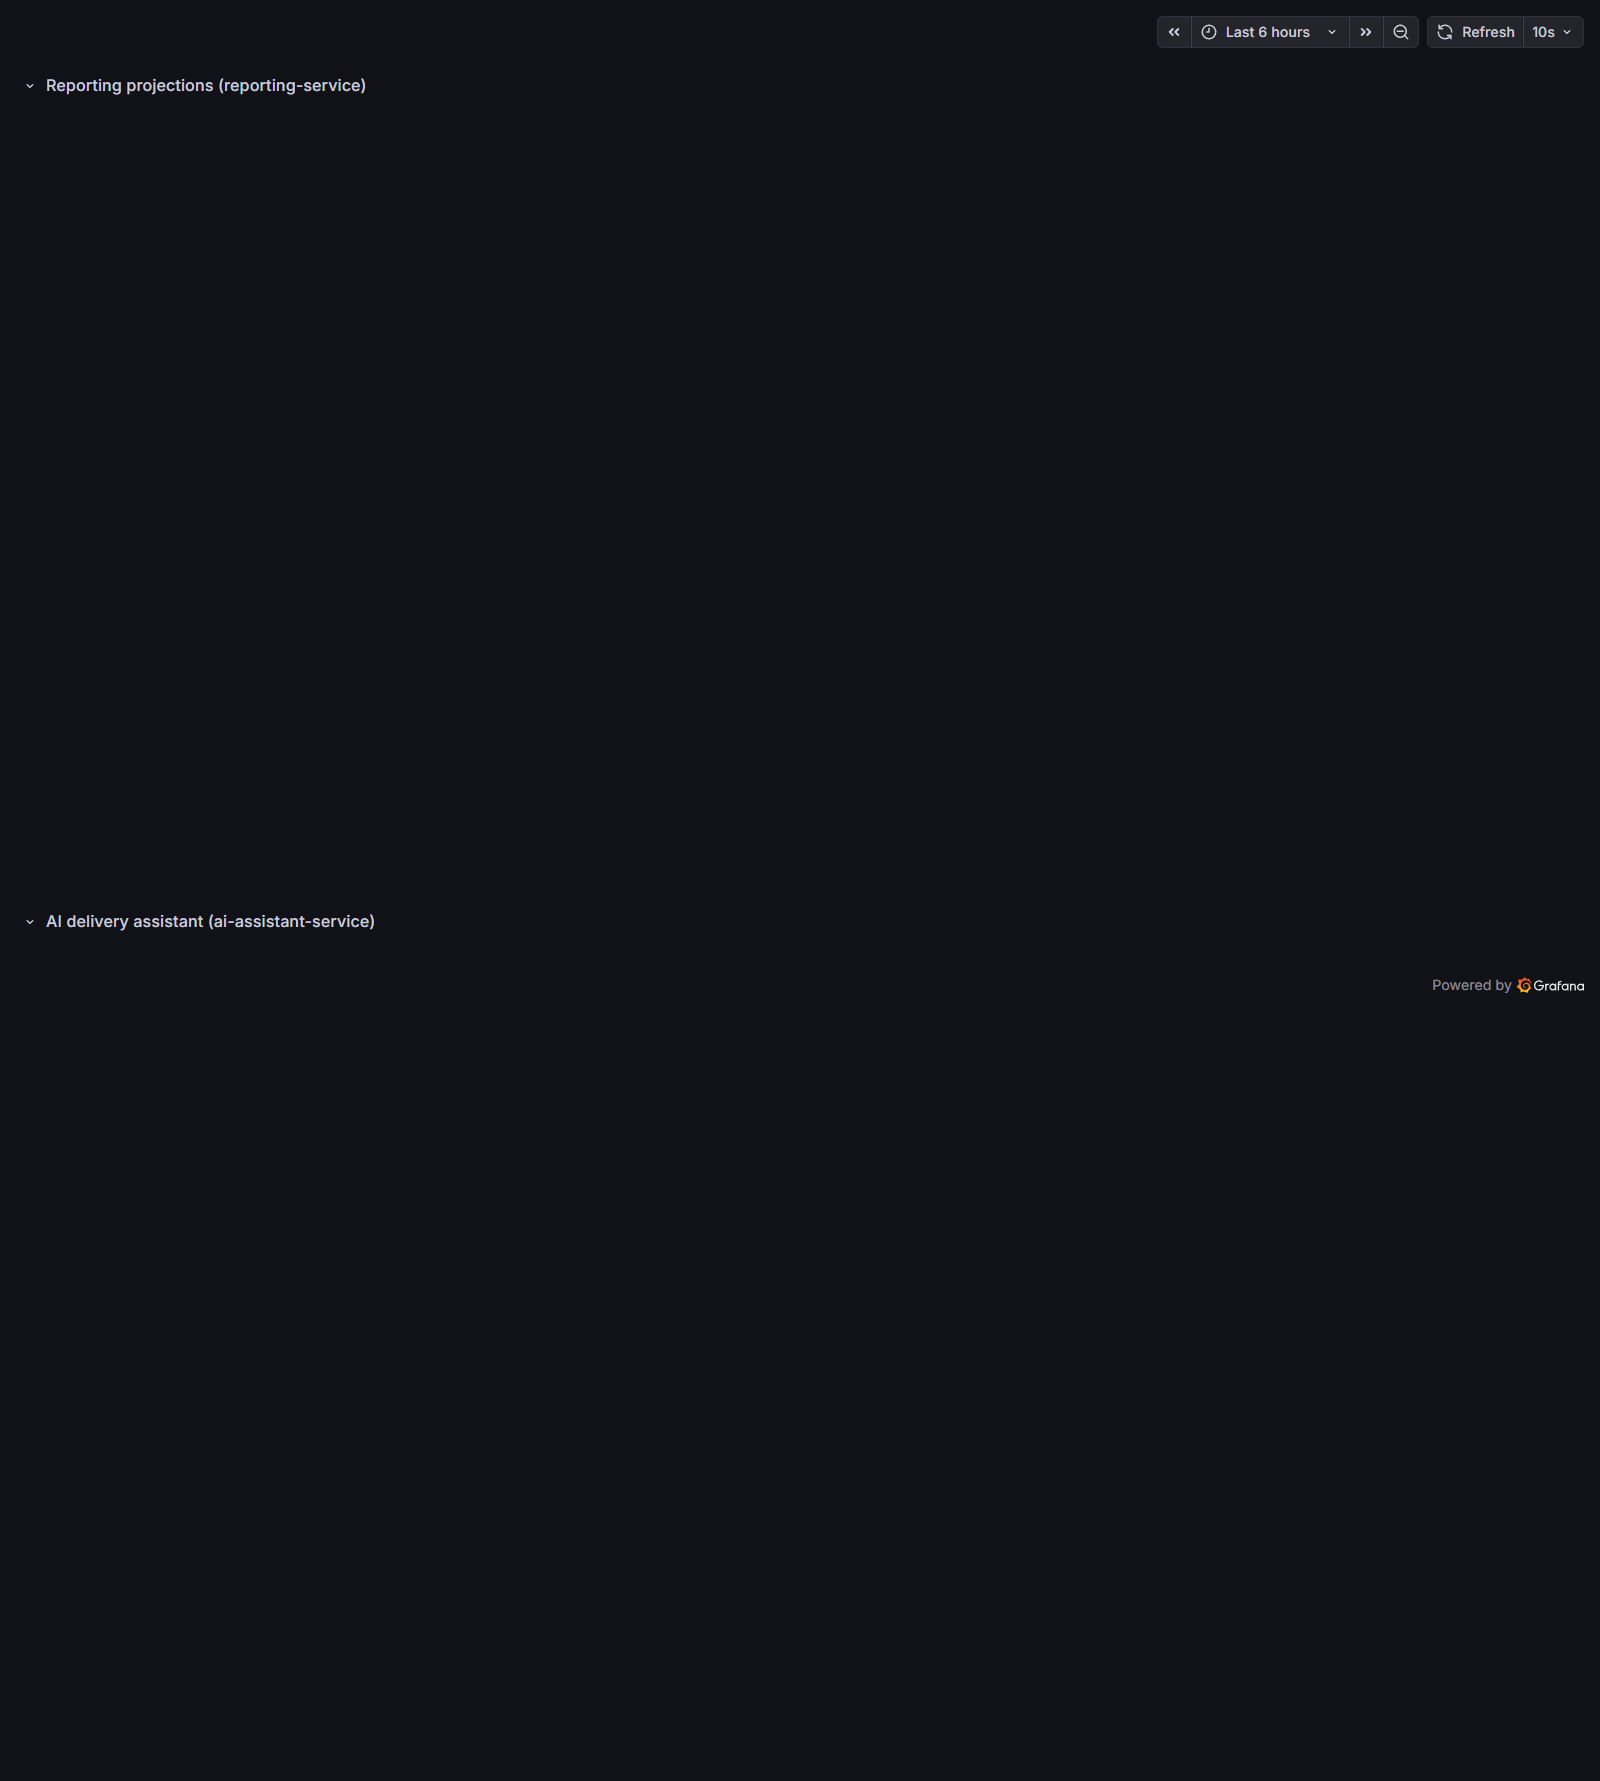 Last 6 hours Refresh 10s
Reporting projections (reporting-service)
AI delivery assistant (ai-assistant-service)
Powered by Grafana